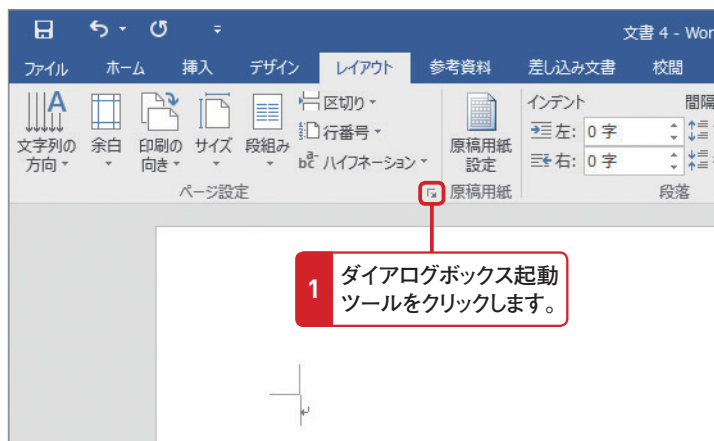 文書 4 - Wor
ファイル ホーム 挿入 デザイン レイアウト 参考資料 差し込み文書 校閲
文字列の方向 余白 印刷の向き サイズ 段組み
区切り
行番号
ハイフネーション
ページ設定
原稿用紙設定
原稿用紙
インデント 間隔
左: 0 字
右: 0 字
段落
1 ダイアログボックス起動
ツールをクリックします。